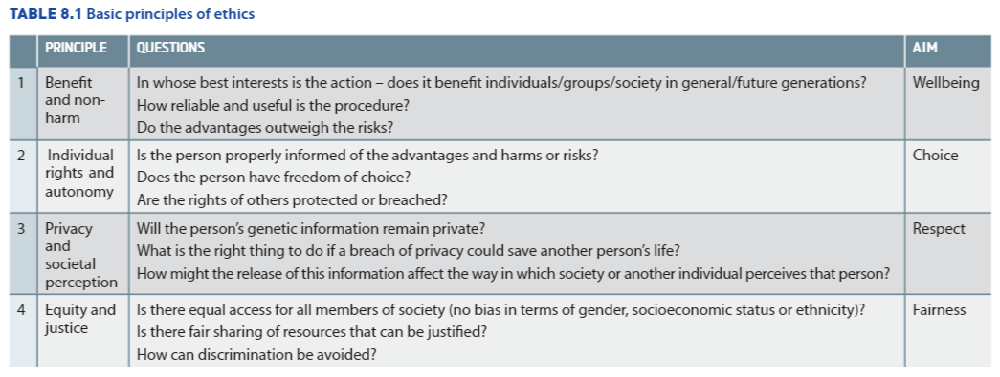 TABLE 8.1 Basic principles of ethics
PRINCIPLE QUESTIONS AIM
1 Benefit and non-harm
In whose best interests is the action – does it benefit individuals/groups/society in general/future generations?
How reliable and useful is the procedure?
Do the advantages outweigh the risks?
Wellbeing
2 Individual rights and autonomy
Is the person properly informed of the advantages and harms or risks?
Does the person have freedom of choice?
Are the rights of others protected or breached?
Choice
3 Privacy and societal perception
Will the person's genetic information remain private?
What is the right thing to do if a breach of privacy could save another person's life?
How might the release of this information affect the way in which society or another individual perceives that person?
Respect
4 Equity and justice
Is there equal access for all members of society (no bias in terms of gender, socioeconomic status or ethnicity)?
Is there fair sharing of resources that can be justified?
How can discrimination be avoided?
Fairness